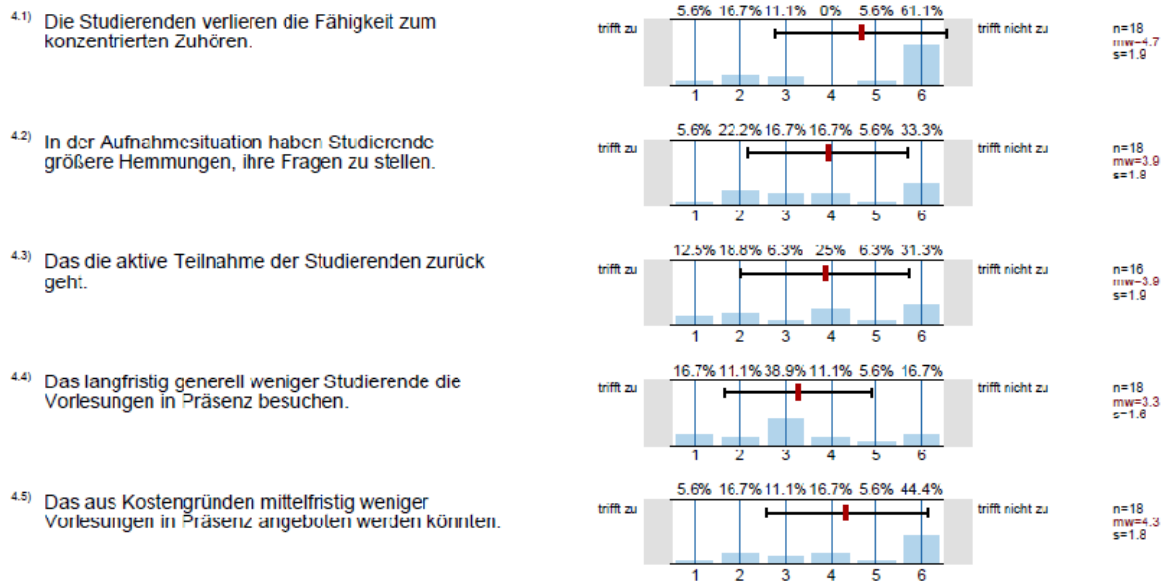 4.1) Die Studierenden verlieren die Fähigkeit zum
konzentrierten Zuhören.
trifft zu
5.6% 16.7% 11.1% 0% 5.6% 61.1%
trifft nicht zu
n=18
mw=4.7
s=1.9
1 2 3 4 5 6
4.2) In der Aufnahmesituation haben Studierende
größere Hemmungen, ihre Fragen zu stellen.
trifft zu
5.6% 22.2% 16.7% 16.7% 5.6% 33.3%
trifft nicht zu
n=18
mw=3.9
s=1.8
1 2 3 4 5 6
4.3) Das die aktive Teilnahme der Studierenden zurück
geht.
trifft zu
12.5% 18.8% 6.3% 25% 6.3% 31.3%
trifft nicht zu
n=16
mw=3.9
s=1.9
1 2 3 4 5 6
4.4) Das langfristig generell weniger Studierende die
Vorlesungen in Präsenz besuchen.
trifft zu
16.7% 11.1% 38.9% 11.1% 5.6% 16.7%
trifft nicht zu
n=18
mw=3.3
s=1.6
1 2 3 4 5 6
4.5) Das aus Kostengründen mittelfristig weniger
Vorlesungen in Präsenz angeboten werden könnten.
trifft zu
5.6% 16.7% 11.1% 16.7% 5.6% 44.4%
trifft nicht zu
n=18
mw=4.3
s=1.8
1 2 3 4 5 6